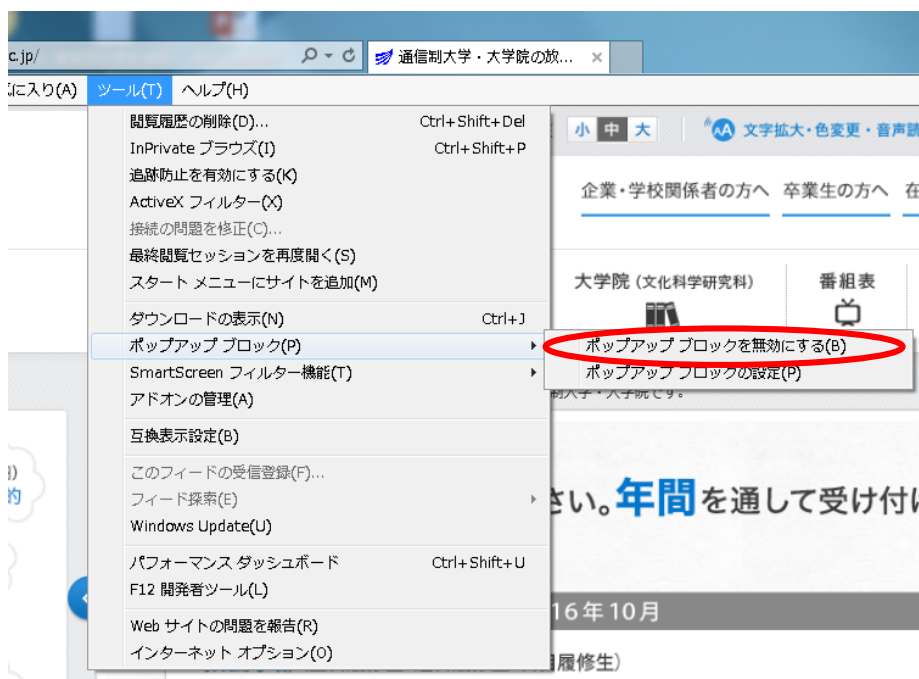 c.jp/
通信制大学・大学院の放...
に入り(A) ツール(T) ヘルプ(H)
閲覧履歴の削除(D)... Ctrl+Shift+Del
InPrivate ブラウズ(I) Ctrl+Shift+P
追跡防止を有効にする(K)
ActiveX フィルター(X)
接続の問題を修正(C)...
最終閲覧セッションを再度開く(S)
スタート メニューにサイトを追加(M)
ダウンロードの表示(N) Ctrl+J
ポップアップ ブロック(P)
SmartScreen フィルター機能(T)
アドオンの管理(A)
互換表示設定(B)
このフィードの受信登録(F)...
フィード探索(E)
Windows Update(U)
パフォーマンス ダッシュボード Ctrl+Shift+U
F12 開発者ツール(L)
Web サイトの問題を報告(R)
インターネット オプション(O)
ポップアップ ブロックを無効にする(B)
ポップアップ ブロックの設定(P)
小 中 大 文字拡大・色変更・音声読
企業・学校関係者の方へ 卒業生の方へ 在
大学院（文化科学研究科） 番組表
制大学・大学院です。
的
さい。年間を通して受け付け
16年10月
履修生）